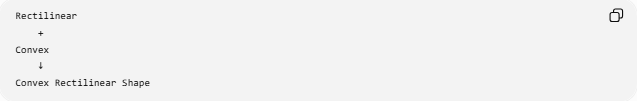 Rectilinear
+
Convex
↓
Convex Rectilinear Shape